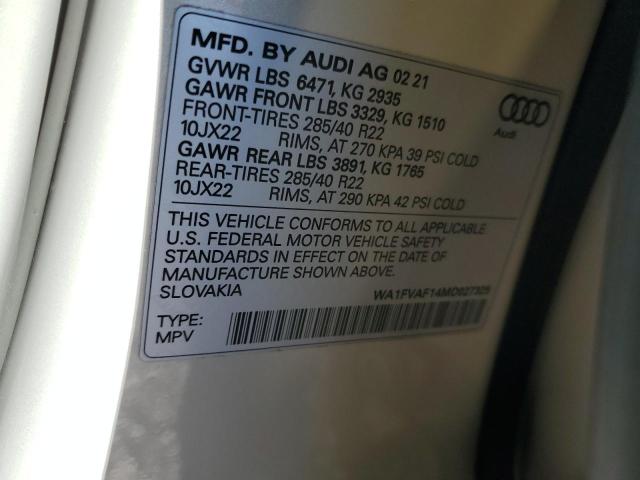 MFD. BY AUDI AG 02 21
GVWR LBS 6471, KG 2935
GAWR FRONT LBS 3329, KG 1510
FRONT-TIRES 285/40 R22
10JX22 RIMS, AT 270 KPA 39 PSI COLD
GAWR REAR LBS 3891, KG 1765
REAR-TIRES 285/40 R22
10JX22 RIMS, AT 290 KPA 42 PSI COLD
Audi
THIS VEHICLE CONFORMS TO ALL APPLICABLE
U.S. FEDERAL MOTOR VEHICLE SAFETY
STANDARDS IN EFFECT ON THE DATE OF
MANUFACTURE SHOWN ABOVE.
SLOVAKIA WA1FVAF14MD027325
TYPE:
MPV